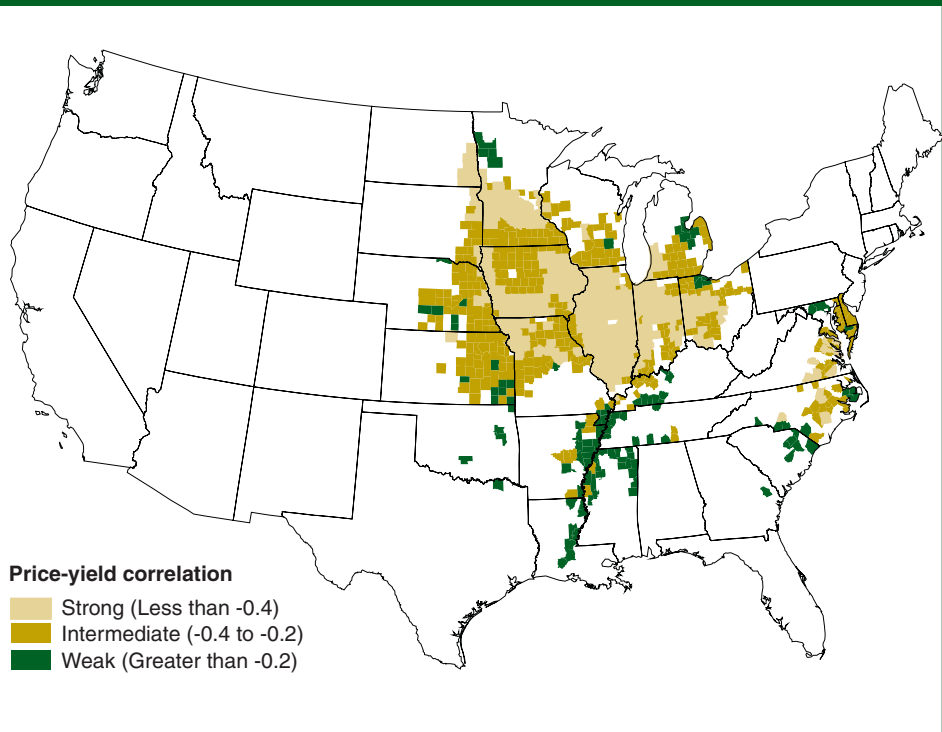 Price-yield correlation
Strong (Less than -0.4)
Intermediate (-0.4 to -0.2)
Weak (Greater than -0.2)